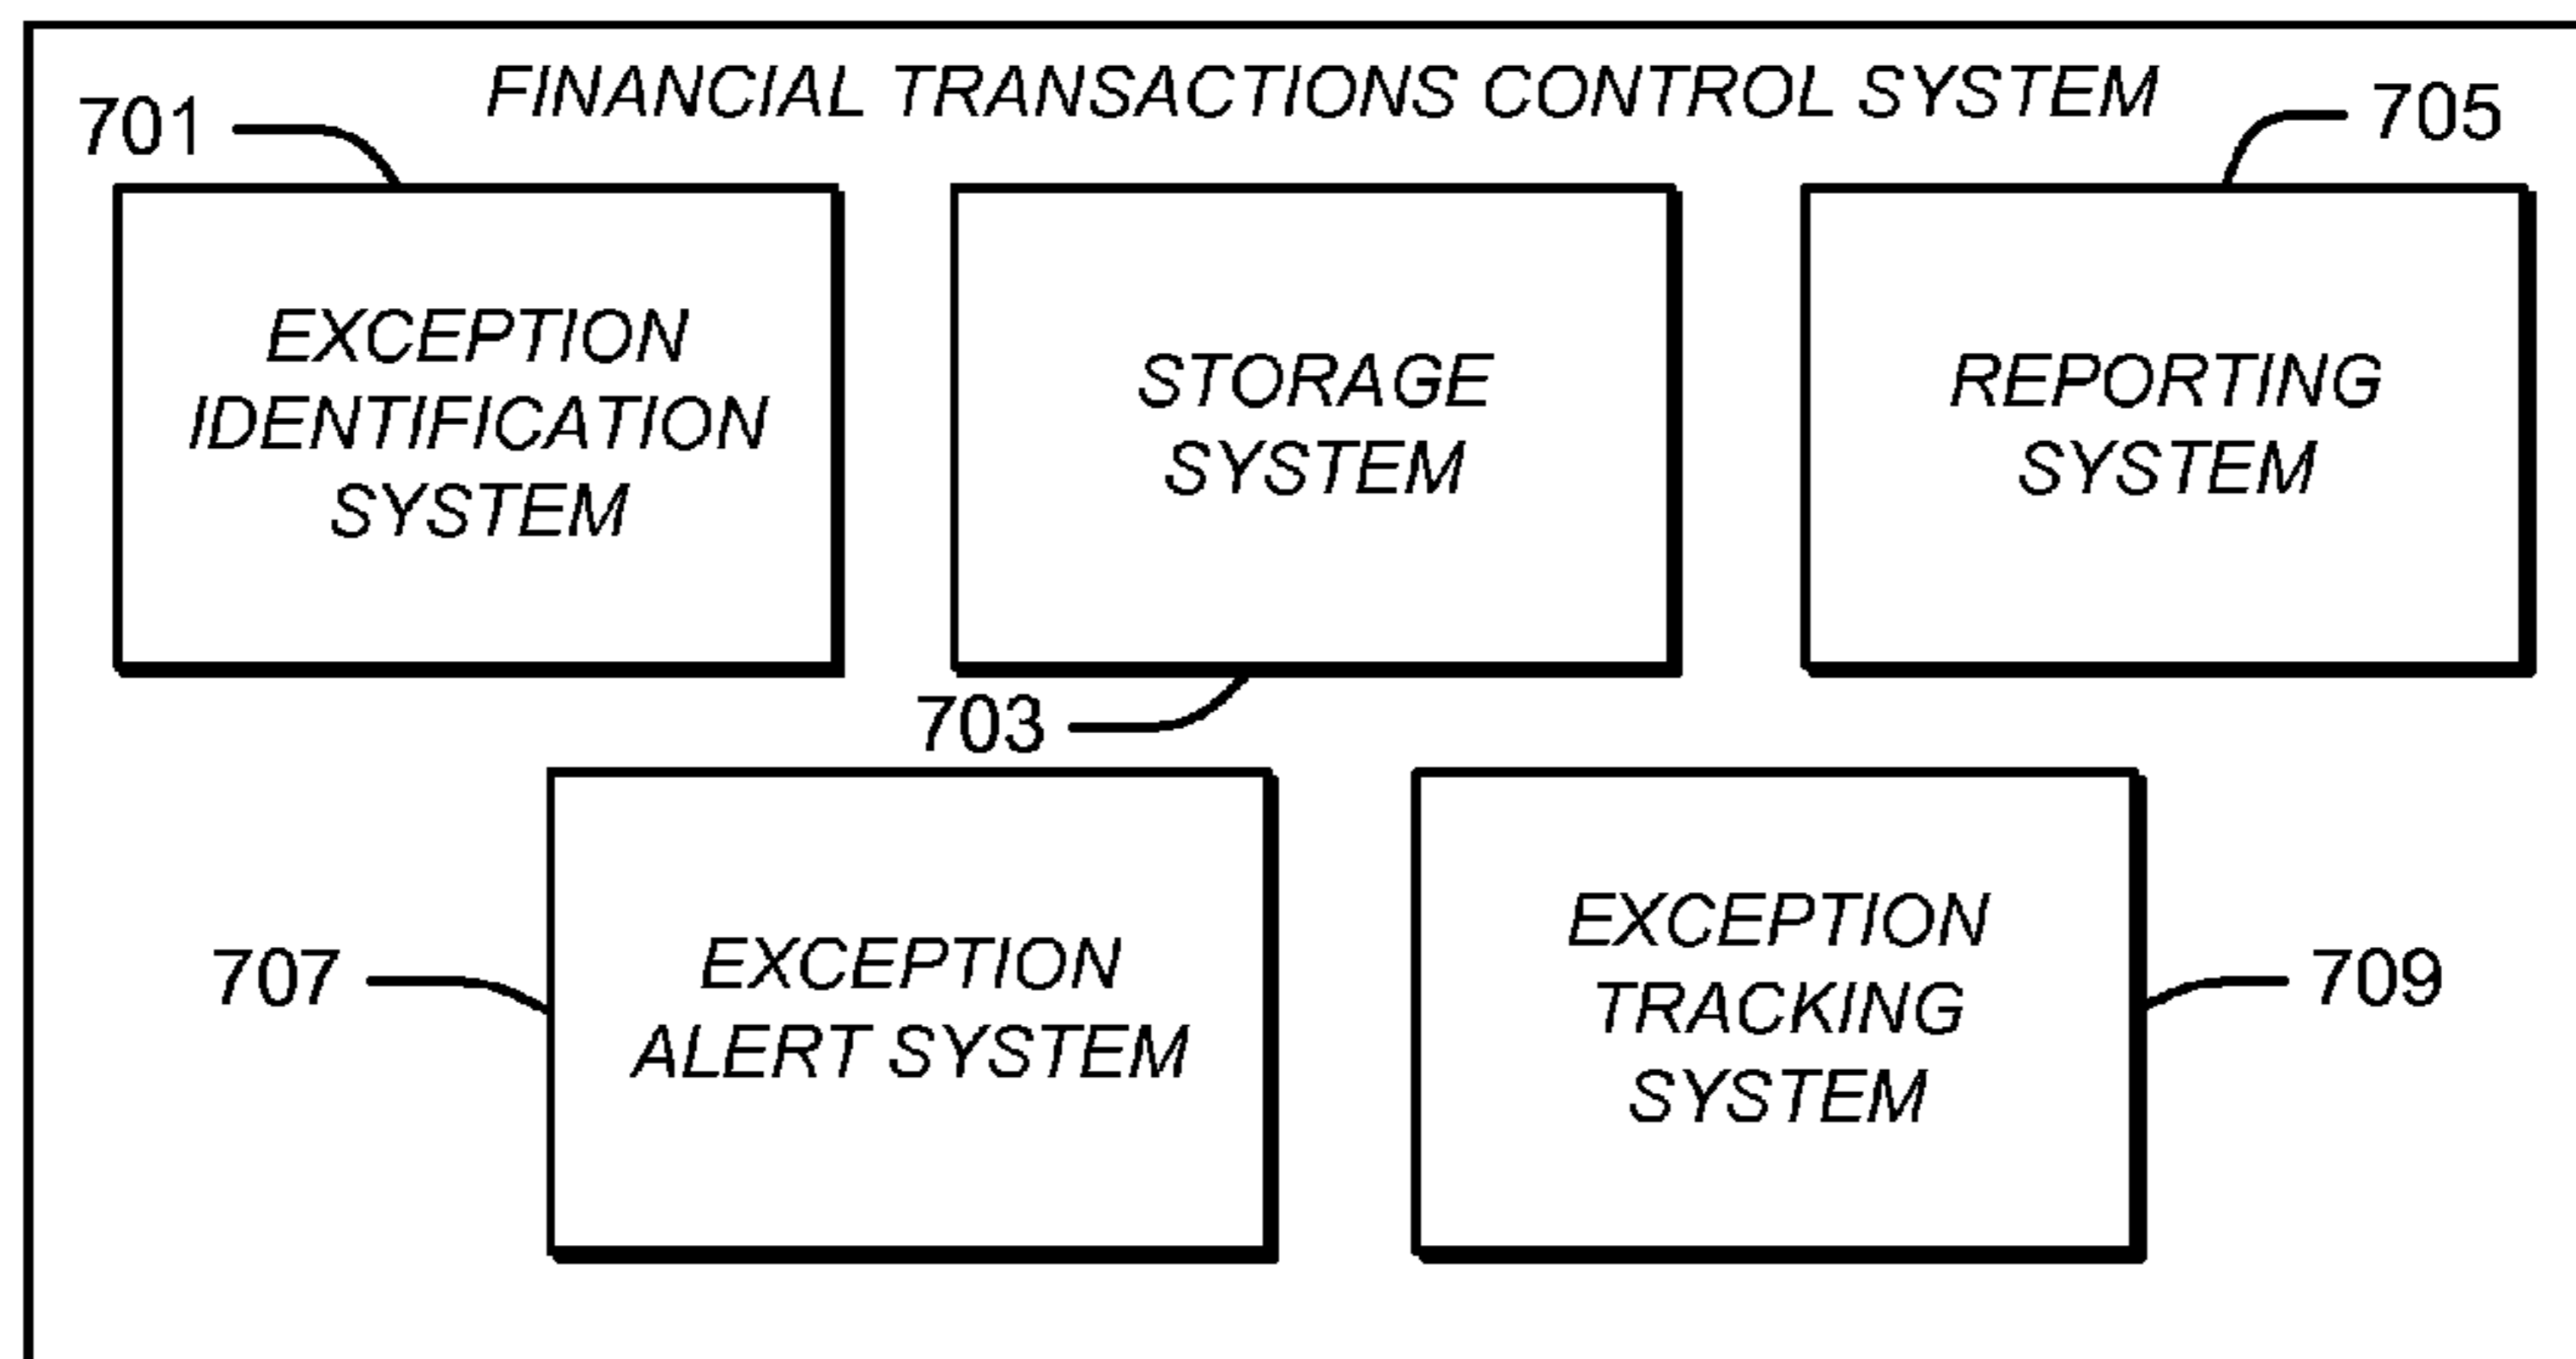 FINANCIAL TRANSACTIONS CONTROL SYSTEM
701
705
EXCEPTION
IDENTIFICATION
SYSTEM
STORAGE
SYSTEM
REPORTING
SYSTEM
703
707
EXCEPTION
ALERT SYSTEM
EXCEPTION
TRACKING
SYSTEM
709